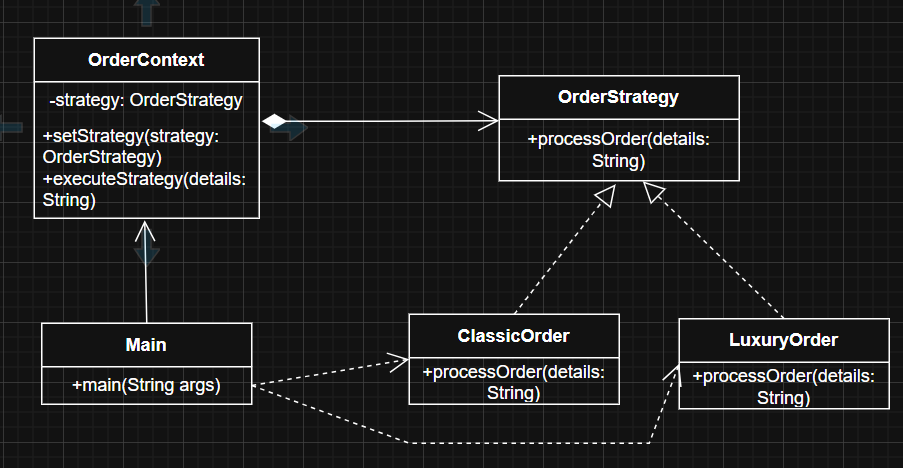 OrderContext
-strategy: OrderStrategy
+setStrategy(strategy:
OrderStrategy)
+executeStrategy(details:
String)
OrderStrategy
+processOrder(details:
String)
Main
+main(String args)
ClassicOrder
+processOrder(details:
String)
LuxuryOrder
+processOrder(details:
String)